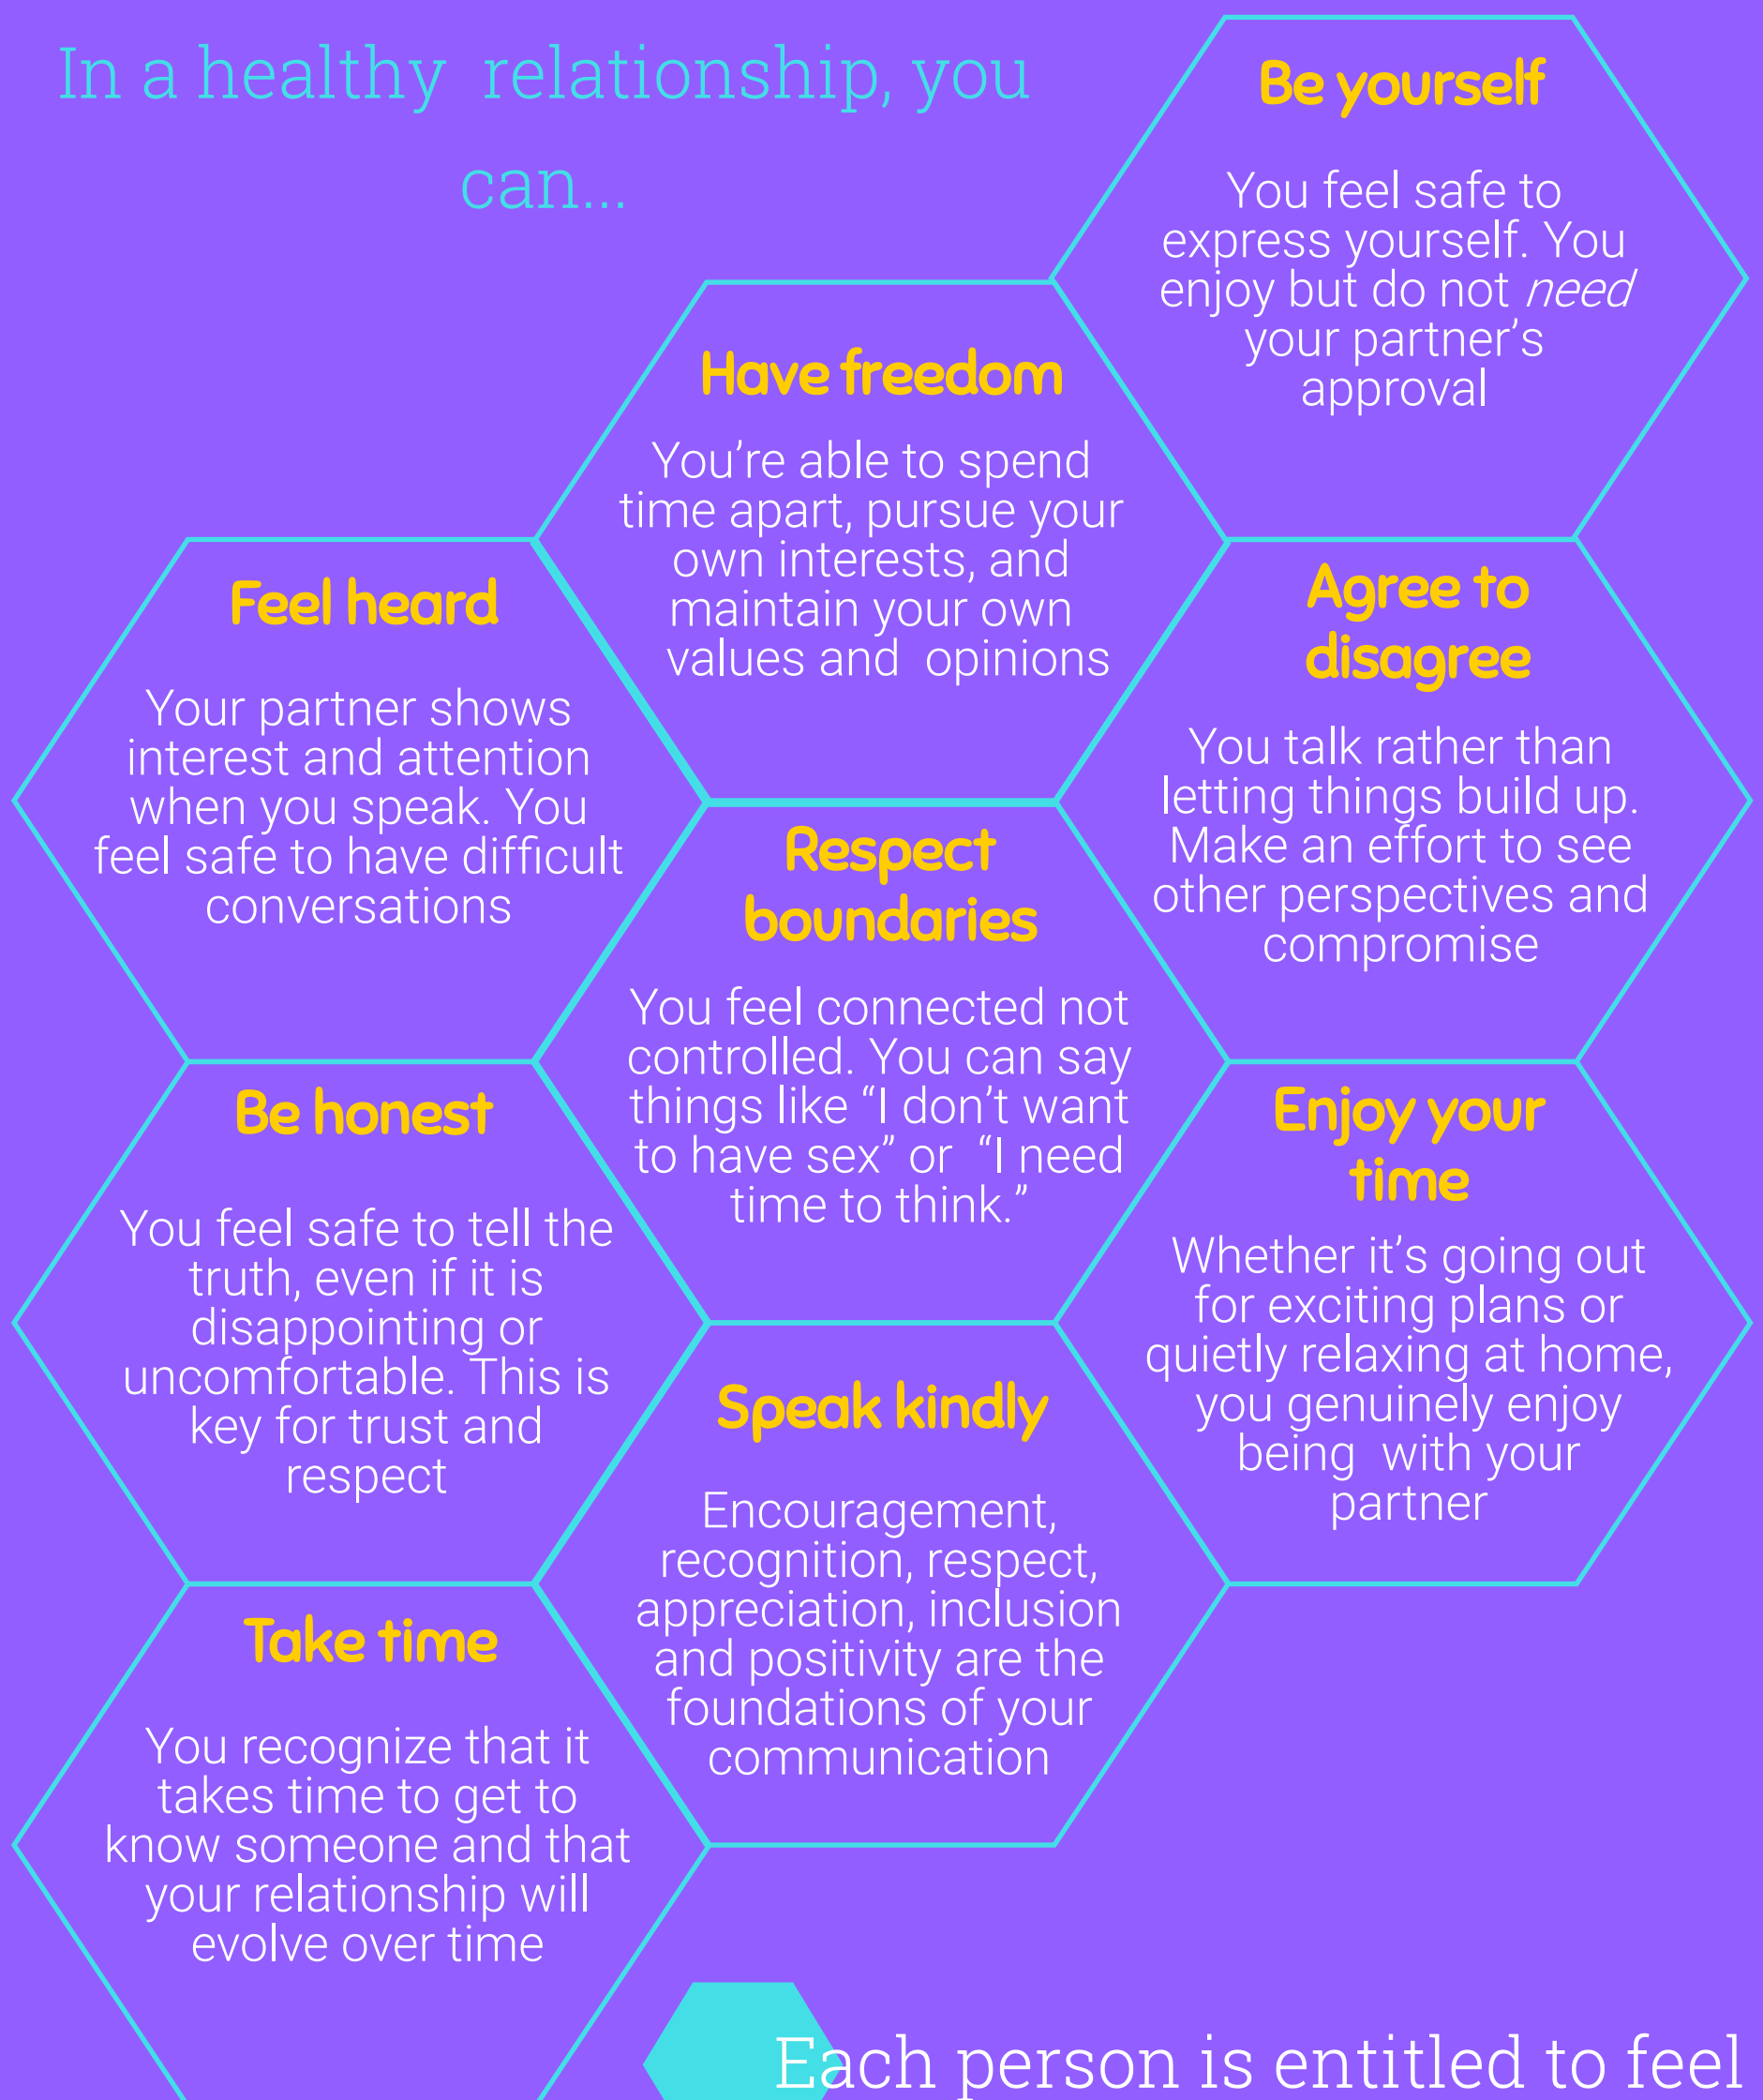 In a healthy relationship, you
can...
Be yourself
You feel safe to
express yourself. You
enjoy but do not need
your partner's
approval
Have freedom
You're able to spend
time apart, pursue your
own interests, and
maintain your own
values and opinions
Feel heard
Your partner shows
interest and attention
when you speak. You
feel safe to have difficult
conversations
Agree to
disagree
You talk rather than
letting things build up.
Make an effort to see
other perspectives and
compromise
Respect
boundaries
You feel connected not
controlled. You can say
things like “I don't want
to have sex” or “I need
time to think.”
Be honest
You feel safe to tell the
truth, even if it is
disappointing or
uncomfortable. This is
key for trust and
respect
Enjoy your
time
Whether it's going out
for exciting plans or
quietly relaxing at home,
you genuinely enjoy
being with your
partner
Speak kindly
Encouragement,
recognition, respect,
appreciation, inclusion
and positivity are the
foundations of your
communication
Take time
You recognize that it
takes time to get to
know someone and that
your relationship will
evolve over time
Each person is entitled to feel